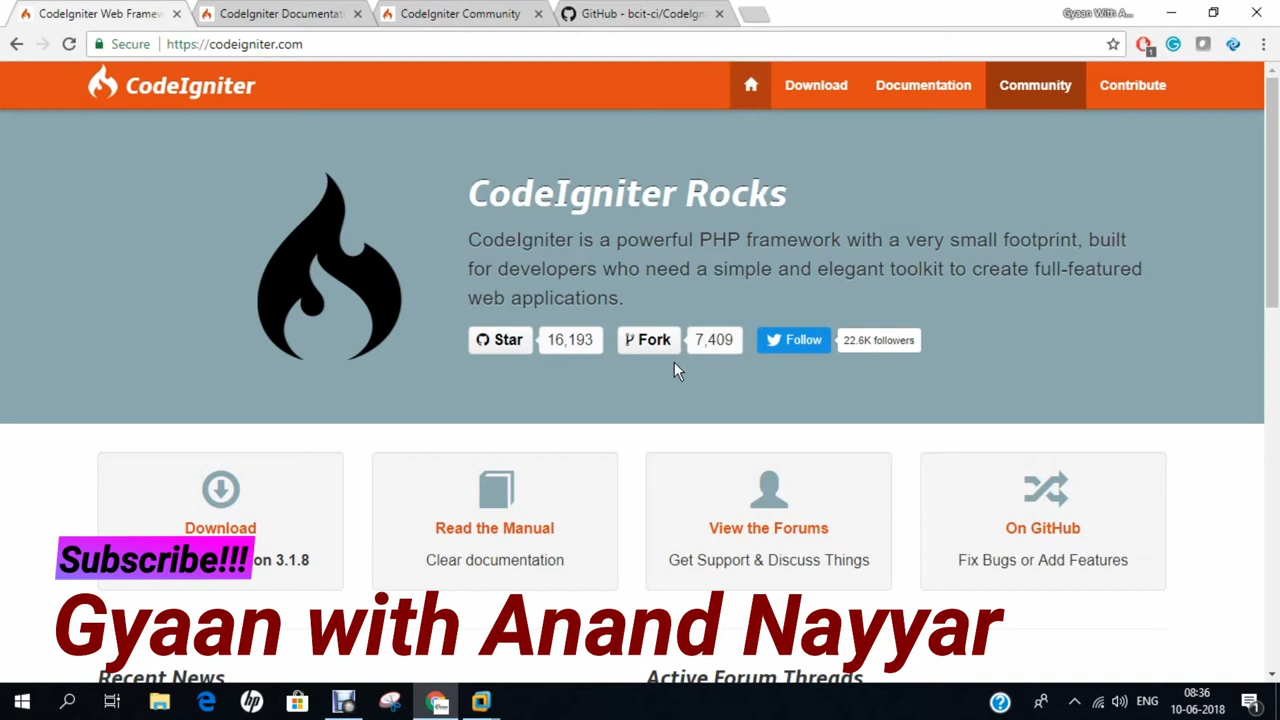 CodeIgniter Web Framew
CodeIgniter Documentat
CodeIgniter Community
GitHub - bcit-ci/CodeIgn
Gyaan With A...
Secure
https://codeigniter.com
1
CodeIgniter
Download
Documentation
Community
Contribute
CodeIgniter Rocks
CodeIgniter is a powerful PHP framework with a very small footprint, built
for developers who need a simple and elegant toolkit to create full-featured
web applications.
Star
16,193
Fork
7,409
Follow
22.6K followers
Download
Read the Manual
View the Forums
On GitHub
on 3.1.8
Clear documentation
Get Support & Discuss Things
Fix Bugs or Add Features
Subscribe!!!
Gyaan with Anand Nayyar
Recent News
Active Forum Threads
ENG
08:36
10-06-2018
1